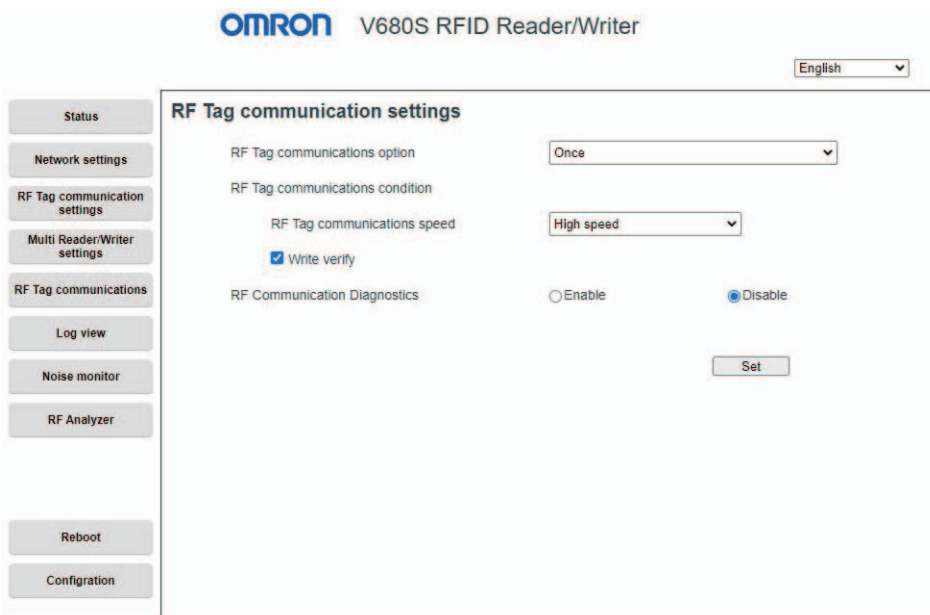 OMRON V680S RFID Reader/Writer
English
Status
Network settings
RF Tag communication
settings
Multi Reader/Writer
settings
RF Tag communications
Log view
Noise monitor
RF Analyzer
Reboot
Configration
RF Tag communication settings
RF Tag communications option Once
RF Tag communications condition
RF Tag communications speed High speed
Write verify
RF Communication Diagnostics Enable Disable
Set